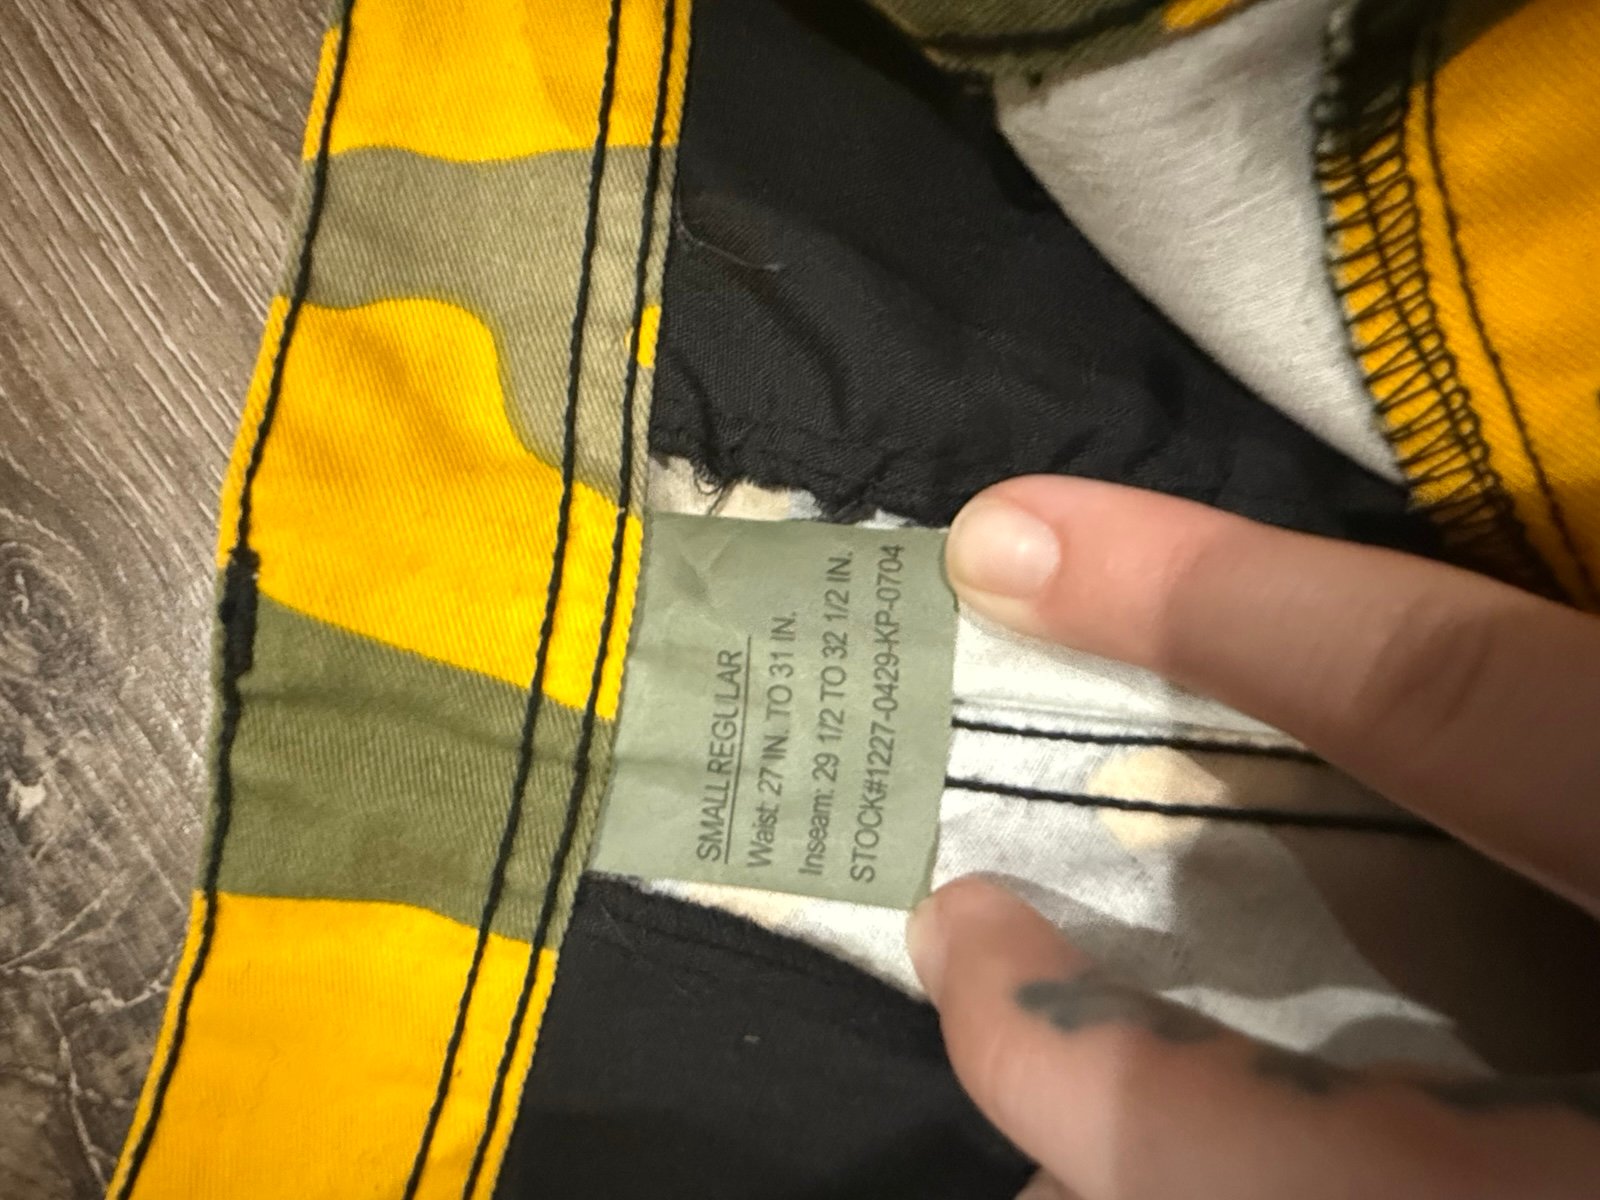 SMALL REGULAR
Waist: 27 IN. TO 31 IN.
Inseam: 29 1/2 TO 32 1/2 IN.
STOCK#1227-0429-KP-0704